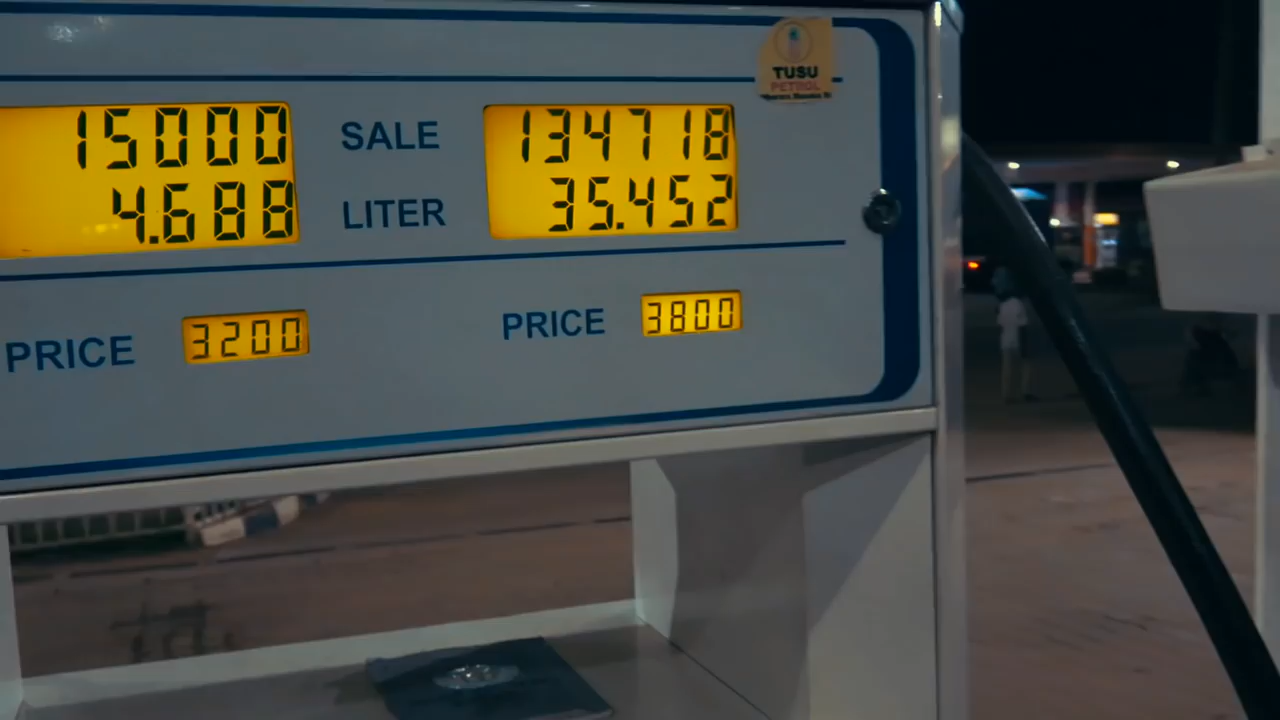 TUSU
PETROL
15000 SALE 134718
4.688 LITER 35.452
PRICE 3200 PRICE 3800